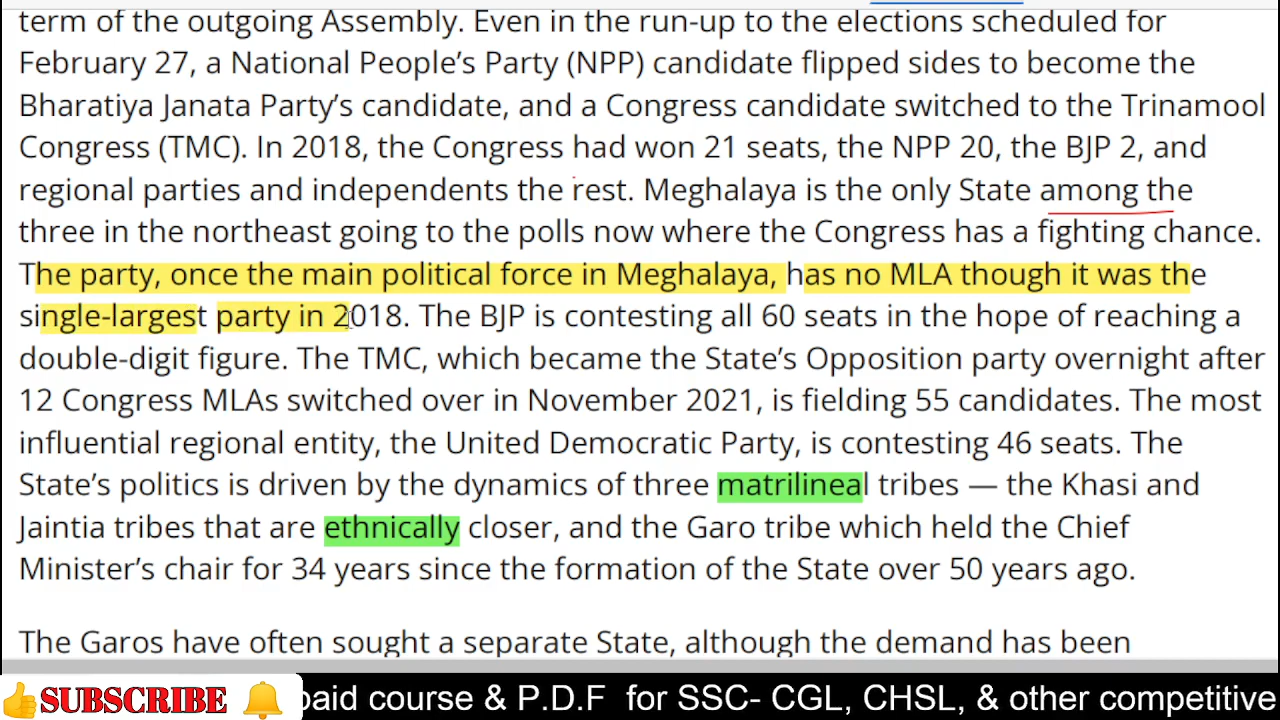 term of the outgoing Assembly. Even in the run-up to the elections scheduled for
February 27, a National People’s Party (NPP) candidate flipped sides to become the
Bharatiya Janata Party’s candidate, and a Congress candidate switched to the Trinamool
Congress (TMC). In 2018, the Congress had won 21 seats, the NPP 20, the BJP 2, and
regional parties and independents the rest. Meghalaya is the only State among the
three in the northeast going to the polls now where the Congress has a fighting chance.
The party, once the main political force in Meghalaya, has no MLA though it was the
single-largest party in 2018. The BJP is contesting all 60 seats in the hope of reaching a
double-digit figure. The TMC, which became the State’s Opposition party overnight after
12 Congress MLAs switched over in November 2021, is fielding 55 candidates. The most
influential regional entity, the United Democratic Party, is contesting 46 seats. The
State’s politics is driven by the dynamics of three matrilineal tribes — the Khasi and
Jaintia tribes that are ethnically closer, and the Garo tribe which held the Chief
Minister’s chair for 34 years since the formation of the State over 50 years ago.
The Garos have often sought a separate State, although the demand has been
SUBSCRIBE paid course & P.D.F for SSC- CGL, CHSL, & other competitive